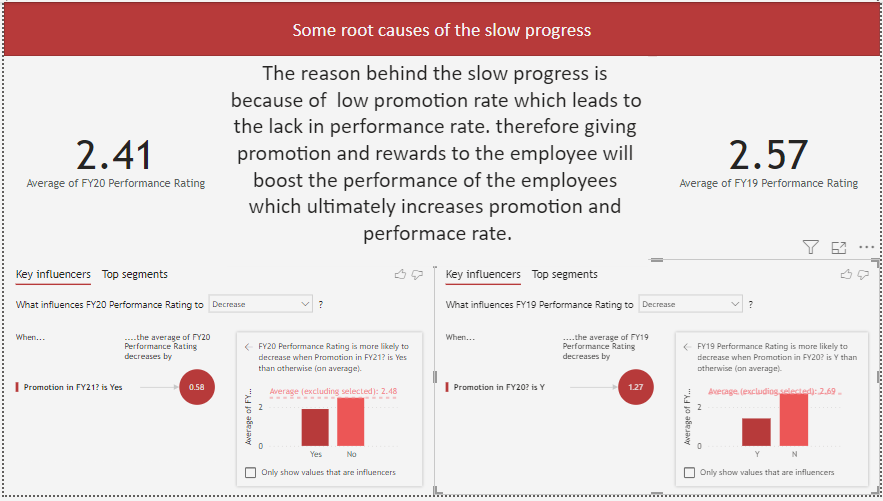 Some root causes of the slow progress
The reason behind the slow progress is
because of low promotion rate which leads to
the lack in performance rate. therefore giving
promotion and rewards to the employee will
boost the performance of the employees
which ultimately increases promotion and
performace rate.
2.41
Average of FY20 Performance Rating
2.57
Average of FY19 Performance Rating
Key influencers Top segments
What influences FY20 Performance Rating to Decrease ?
When...
....the average of FY20
Performance Rating
decreases by
Promotion in FY21? is Yes
0.58
FY20 Performance Rating is more likely to
decrease when Promotion in FY21? is Yes
than otherwise (on average).
Average (excluding selected): 2.48
Average of FY...
2
0
Yes No
Only show values that are influencers
Key influencers Top segments
What influences FY19 Performance Rating to Decrease ?
When...
....the average of FY19
Performance Rating
decreases by
Promotion in FY20? is Y
1.27
FY19 Performance Rating is more likely to
decrease when Promotion in FY20? is Y than
otherwise (on average).
Average (excluding selected): 2.69
Average of FY...
2
0
Y N
Only show values that are influencers